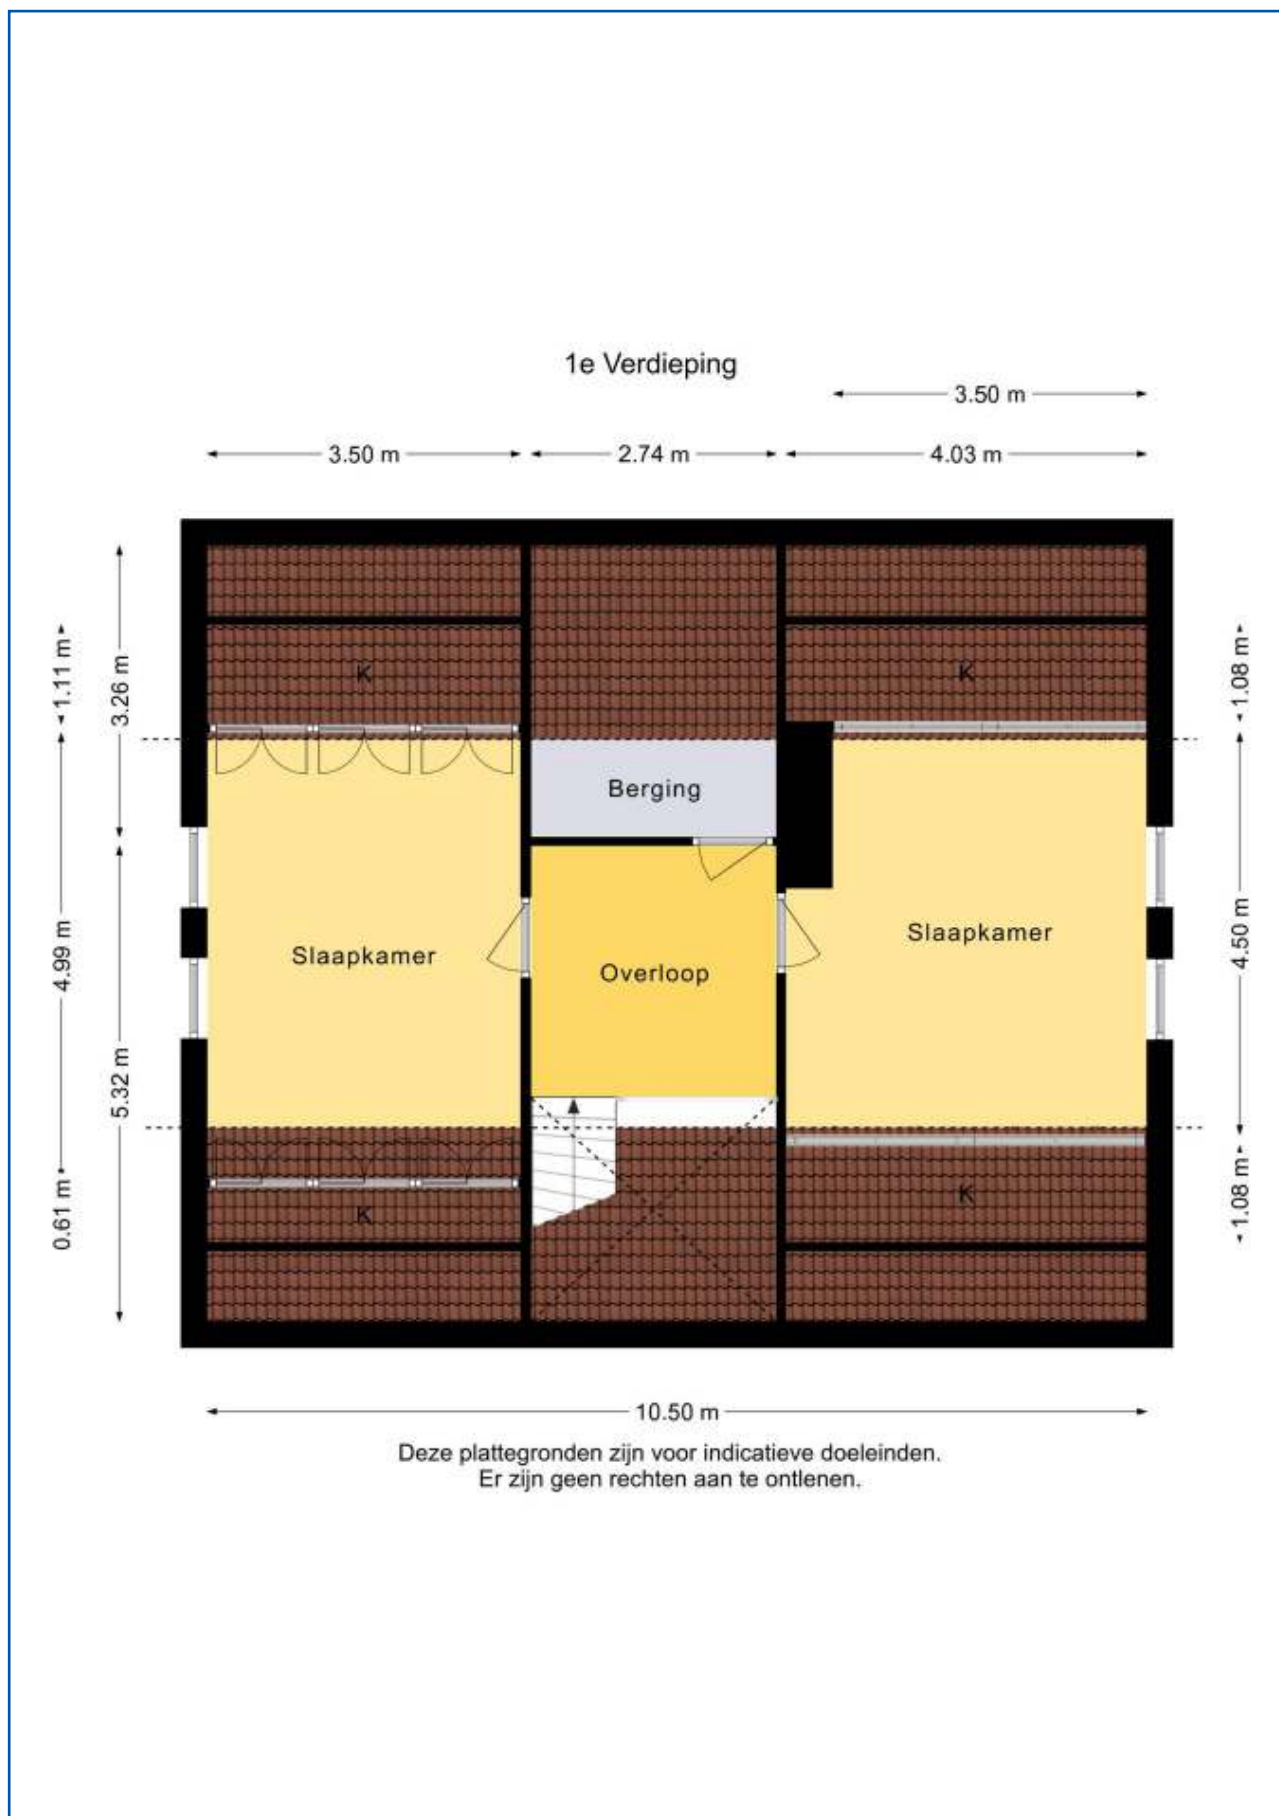 1e Verdieping
3.50 m
3.50 m
2.74 m
4.03 m
1.11 m
3.26 m
K
K
1.08 m
Berging
4.99 m
Slaapkamer
Overloop
Slaapkamer
4.50 m
5.32 m
0.61 m
K
K
1.08 m
10.50 m
Deze plattegronden zijn voor indicatieve doeleinden.
Er zijn geen rechten aan te ontlenen.